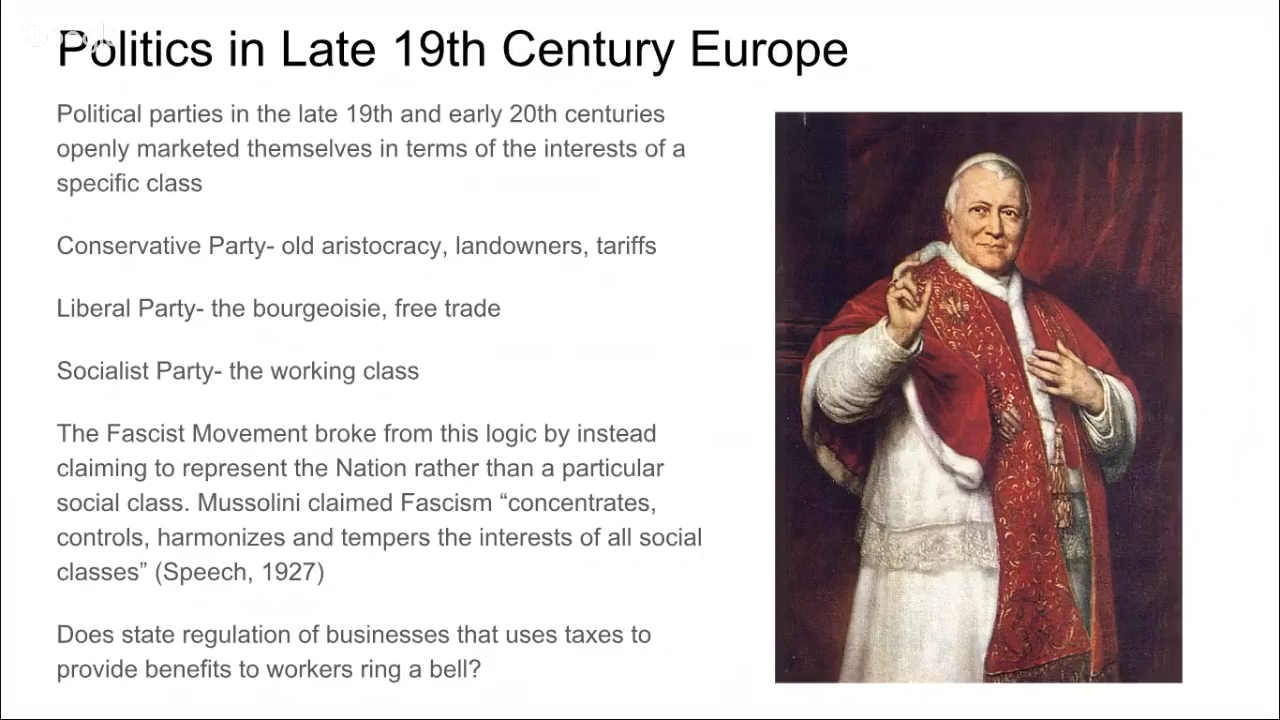 Politics in Late 19th Century Europe
Political parties in the late 19th and early 20th centuries
openly marketed themselves in terms of the interests of a
specific class
Conservative Party- old aristocracy, landowners, tariffs
Liberal Party- the bourgeoisie, free trade
Socialist Party- the working class
The Fascist Movement broke from this logic by instead
claiming to represent the Nation rather than a particular
social class. Mussolini claimed Fascism “concentrates,
controls, harmonizes and tempers the interests of all social
classes” (Speech, 1927)
Does state regulation of businesses that uses taxes to
provide benefits to workers ring a bell?